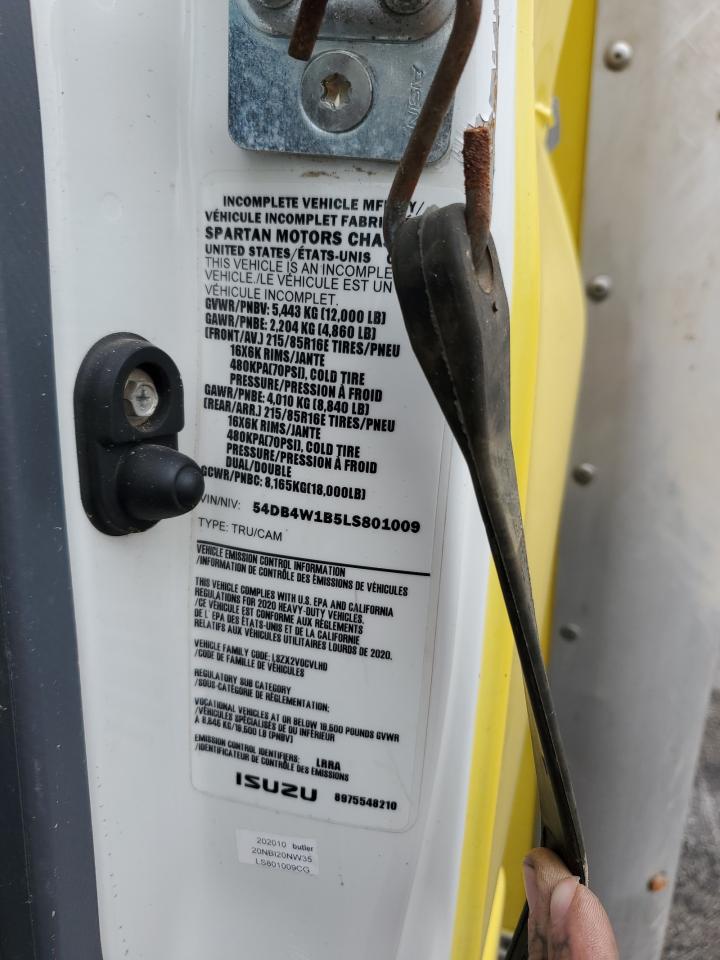 AISIN
INCOMPLETE VEHICLE MF
VÉHICULE INCOMPLET FABRI
SPARTAN MOTORS CHA
UNITED STATES/ÉTATS-UNIS
THIS VEHICLE IS AN INCOMPLE
VEHICLE./LE VÉHICULE EST UN
VÉHICULE INCOMPLET.
GVWR/PNBV: 5,443 KG (12,000 LB)
GAWR/PNBE: 2,204 KG (4,860 LB)
(FRONT/AV.) 215/85R16E TIRES/PNEU
16X6K RIMS/JANTE
480KPA(70PSI), COLD TIRE
PRESSURE/PRESSION À FROID
GAWR/PNBE: 4,010 KG (8,840 LB)
(REAR/ARR.) 215/85R16E TIRES/PNEU
16X6K RIMS/JANTE
480KPA(70PSI), COLD TIRE
PRESSURE/PRESSION À FROID
DUAL/DOUBLE
GCWR/PNBC: 8,165KG(18,000LB)
VIN/NIV: 54DB4W1B5LS801009
TYPE: TRU/CAM
VEHICLE EMISSION CONTROL INFORMATION
/INFORMATION DE CONTRÔLE DES ÉMISSIONS DE VÉHICULES
THIS VEHICLE COMPLIES WITH U.S. EPA AND CALIFORNIA
REGULATIONS FOR 2020 HEAVY-DUTY VEHICLES.
/CE VÉHICULE EST CONFORME AUX RÈGLEMENTS
DE L' EPA DES ÉTATS-UNIS ET DE LA CALIFORNIE
RELATIFS AUX VÉHICULES UTILITAIRES LOURDS DE 2020.
VEHICLE FAMILY CODE: LSZX2VOCVLHD
/CODE DE FAMILLE DE VÉHICULES
REGULATORY SUB CATEGORY
/SOUS-CATÉGORIE DE RÉGLEMENTATION:
VOCATIONAL VEHICLES AT OR BELOW 19,500 POUNDS GVWR
/VÉHICULES SPÉCIALISÉS DE OU INFÉRIEUR
À 8,845 KG/19,500 LB (PNBV)
EMISSION CONTROL IDENTIFIERS: LRRA
/IDENTIFICATEUR DE CONTRÔLE DES ÉMISSIONS
ISUZU 8975548210
202010 butler
20NBI20NW35
LS801009CG